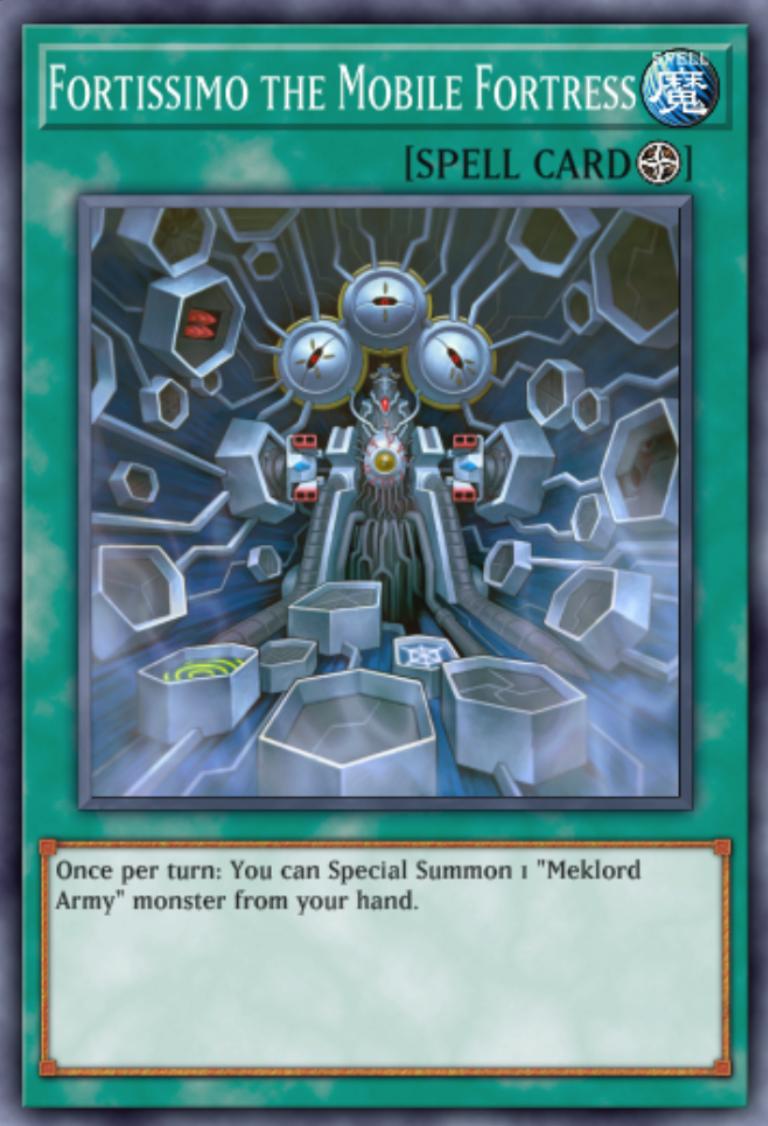 FORTISSIMO THE MOBILE FORTRESS
SPELL
魔
[SPELL CARD]
Once per turn: You can Special Summon 1 "Meklord
Army" monster from your hand.